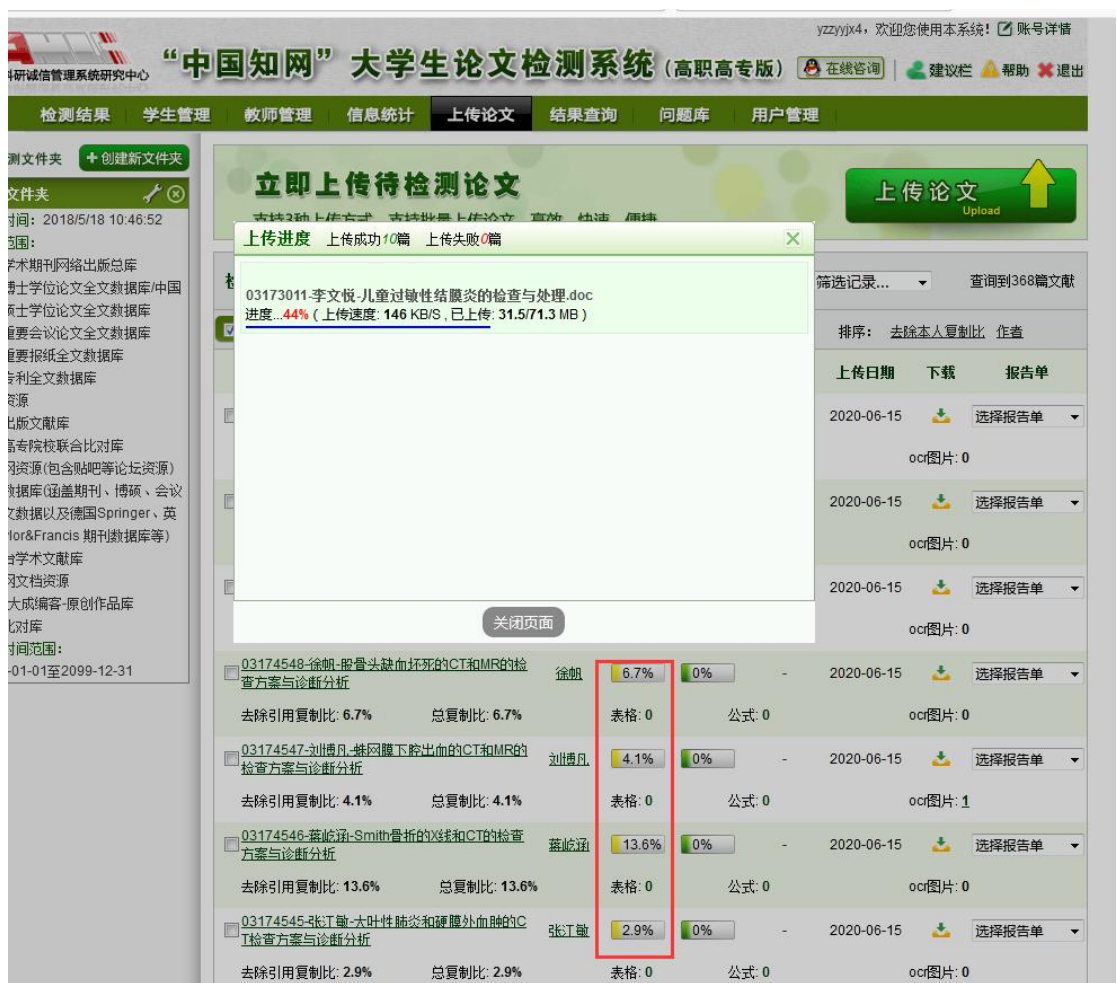 yzzyyjx4，欢迎您使用本系统！ 账号详情
科研诚信管理系统研究中心
“中国知网”大学生论文检测系统（高职高专版）
在线咨询 建议栏 帮助 退出
检测结果 学生管理 教师管理 信息统计 上传论文 结果查询 问题库 用户管理
测文件夹 +创建新文件夹
文件夹
时间：2018/5/18 10:46:52
范围：
学术期刊网络出版总库
博士学位论文全文数据库/中国
硕士学位论文全文数据库
重要会议论文全文数据库
重要报纸全文数据库
专利全文数据库
资源
出版文献库
高专院校联合比对库
网资源(包含贴吧等论坛资源)
数据库(涵盖期刊、博硕、会议
文数据以及德国Springer、英
lor&Francis 期刊数据库等)
台学术文献库
网文档资源
大成编客-原创作品库
比对库
时间范围：
-01-01至2099-12-31
立即上传待检测论文
支持3种上传方式，支持批量上传论文，高效、快速、便捷
上传论文
Upload
上传进度 上传成功10篇 上传失败0篇
03173011-李文悦-儿童过敏性结膜炎的检查与处理.doc
进度...44% ( 上传速度: 146 KB/S , 已上传: 31.5/71.3 MB )
关闭页面
筛选记录... 查询到368篇文献
排序： 去除本人复制比 作者
上传日期 下载 报告单
2020-06-15 选择报告单
ocr图片: 0
2020-06-15 选择报告单
ocr图片: 0
2020-06-15 选择报告单
ocr图片: 0
03174548-徐帆-股骨头缺血坏死的CT和MR的检
查方案与诊断分析
徐帆 6.7% 0% - 2020-06-15 选择报告单
去除引用复制比: 6.7% 总复制比: 6.7% 表格: 0 公式: 0 ocr图片: 0
03174547-刘博凡-蛛网膜下腔出血的CT和MR的
检查方案与诊断分析
刘博凡 4.1% 0% - 2020-06-15 选择报告单
去除引用复制比: 4.1% 总复制比: 4.1% 表格: 0 公式: 0 ocr图片: 1
03174546-蒋屹涵-Smith骨折的X线和CT的检查
方案与诊断分析
蒋屹涵 13.6% 0% - 2020-06-15 选择报告单
去除引用复制比: 13.6% 总复制比: 13.6% 表格: 0 公式: 0 ocr图片: 0
03174545-张丁敏-大叶性肺炎和硬膜外血肿的C
T检查方案与诊断分析
张丁敏 2.9% 0% - 2020-06-15 选择报告单
去除引用复制比: 2.9% 总复制比: 2.9% 表格: 0 公式: 0 ocr图片: 0